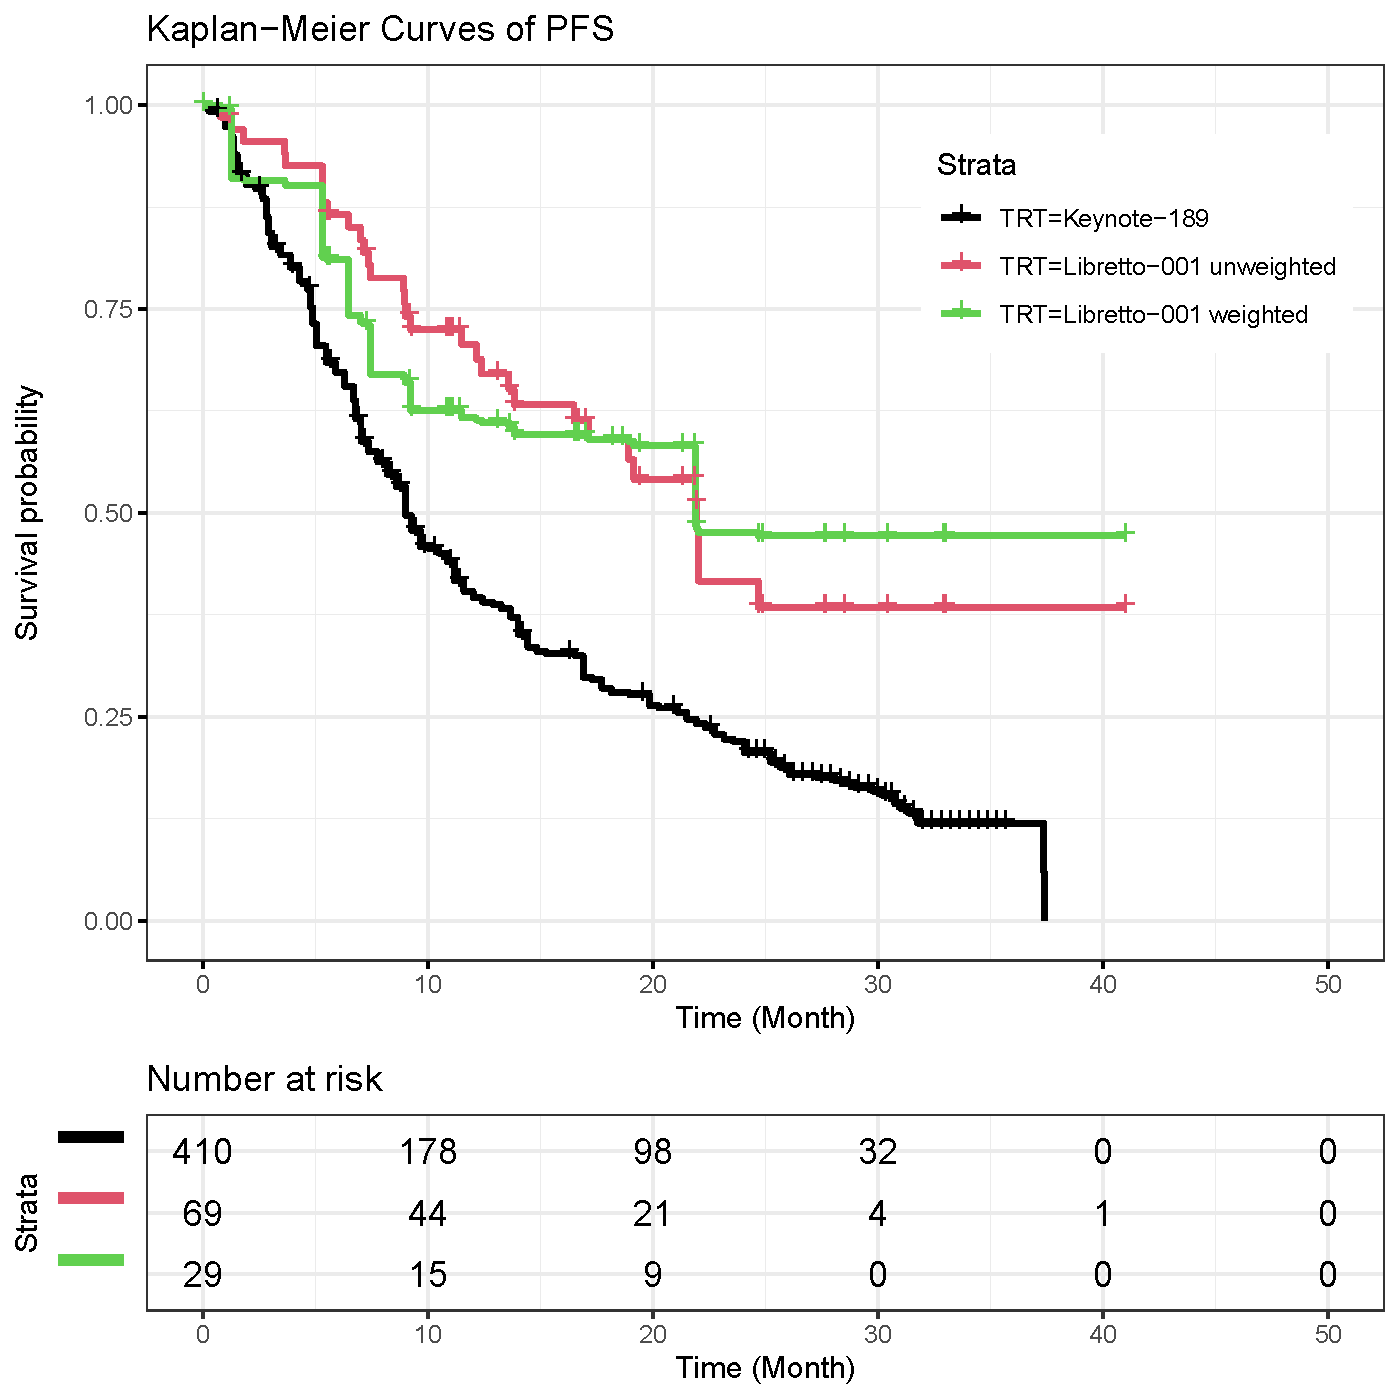 Kaplan−Meier Curves of PFS
Survival probability
1.00
0.75
0.50
0.25
0.00
Strata
TRT=Keynote−189
TRT=Libretto−001 unweighted
TRT=Libretto−001 weighted
0 10 20 30 40 50
Time (Month)
Number at risk
Strata
410 178 98 32 0 0
69 44 21 4 1 0
29 15 9 0 0 0
0 10 20 30 40 50
Time (Month)